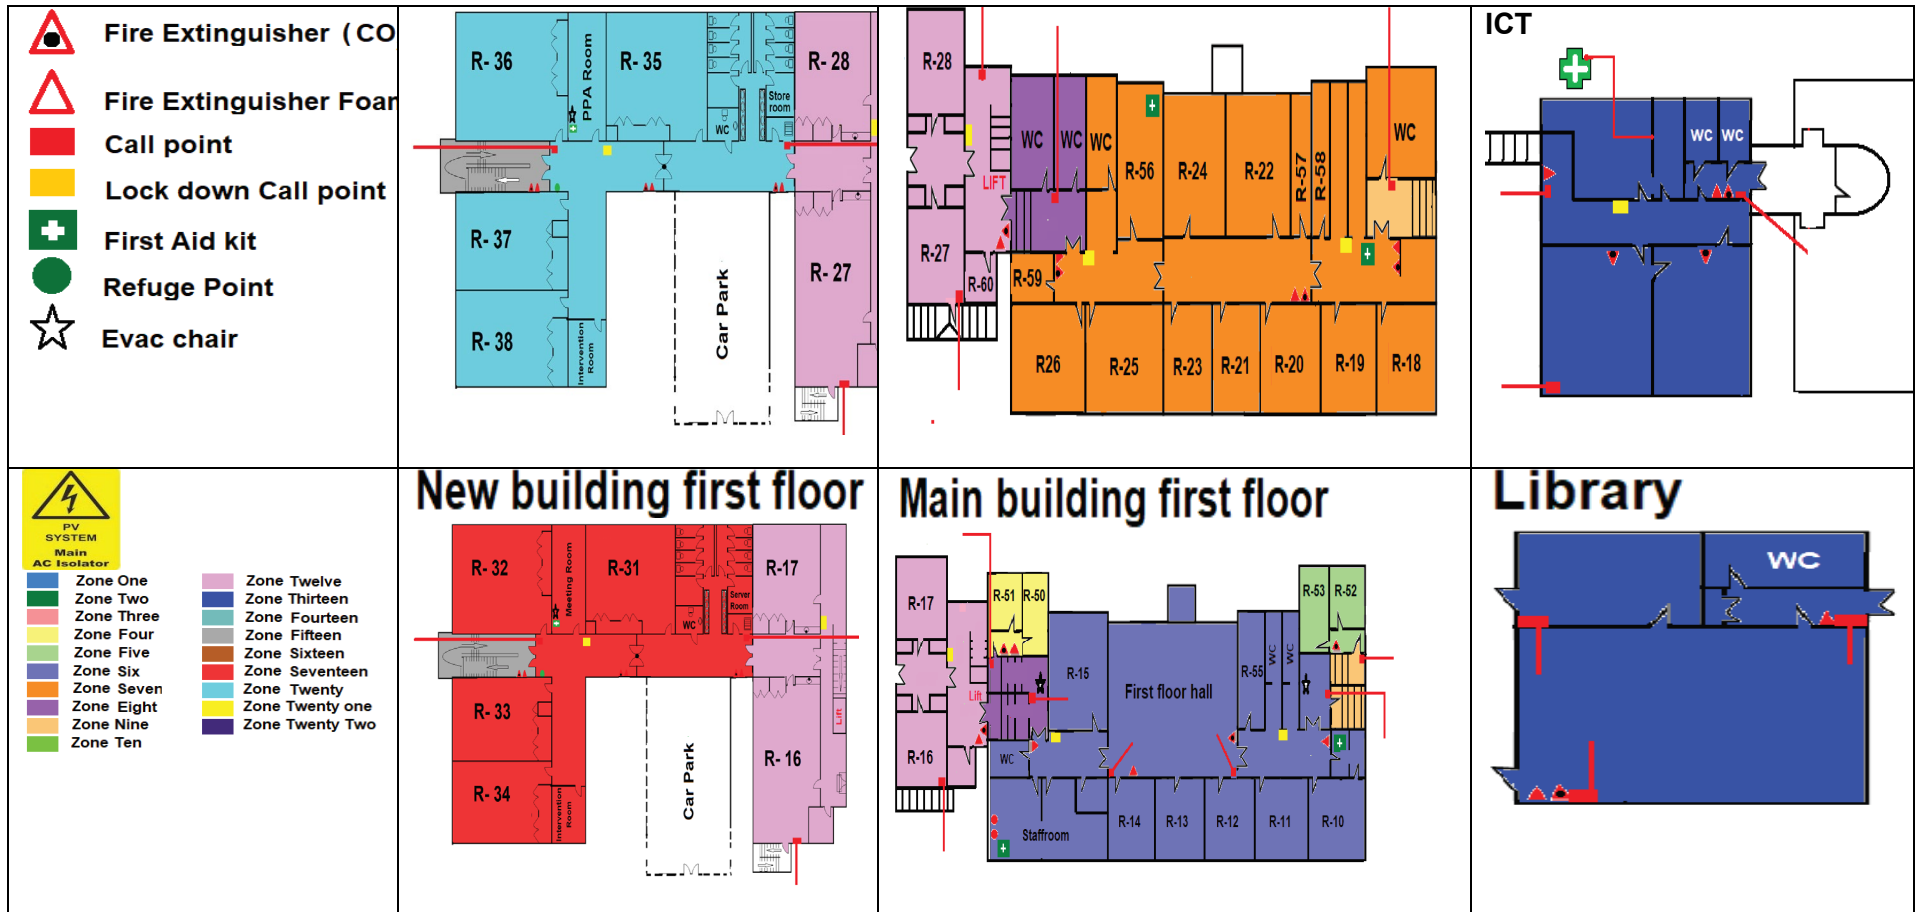 Fire Extinguisher (CO
Fire Extinguisher Foam
Call point
Lock down Call point
First Aid kit
Refuge Point
Evac chair
R- 36
PPA Room
R- 35
WC
Store room
R- 28
R- 37
R- 27
R- 38
Intervention Room
Car Park
R-28
LIFT
R-27
R-60
WC
WC
WC
R-56
R-24
R-22
R-57
R-58
WC
R-59
R26
R-25
R-23
R-21
R-20
R-19
R-18
ICT
WC
WC
PV
SYSTEM
Main
AC Isolator
Zone One
Zone Two
Zone Three
Zone Four
Zone Five
Zone Six
Zone Seven
Zone Eight
Zone Nine
Zone Ten
Zone Twelve
Zone Thirteen
Zone Fourteen
Zone Fifteen
Zone Sixteen
Zone Seventeen
Zone Twenty
Zone Twenty one
Zone Twenty Two
New building first floor
R- 32
Meeting Room
R-31
WC
Server Room
R-17
R- 33
R- 34
Intervention Room
Car Park
R- 16
Lift
Main building first floor
R-17
R-51
R-50
Lift
R-16
R-15
First floor hall
R-55
WC
WC
R-53
R-52
WC
Staffroom
R-14
R-13
R-12
R-11
R-10
Library
WC